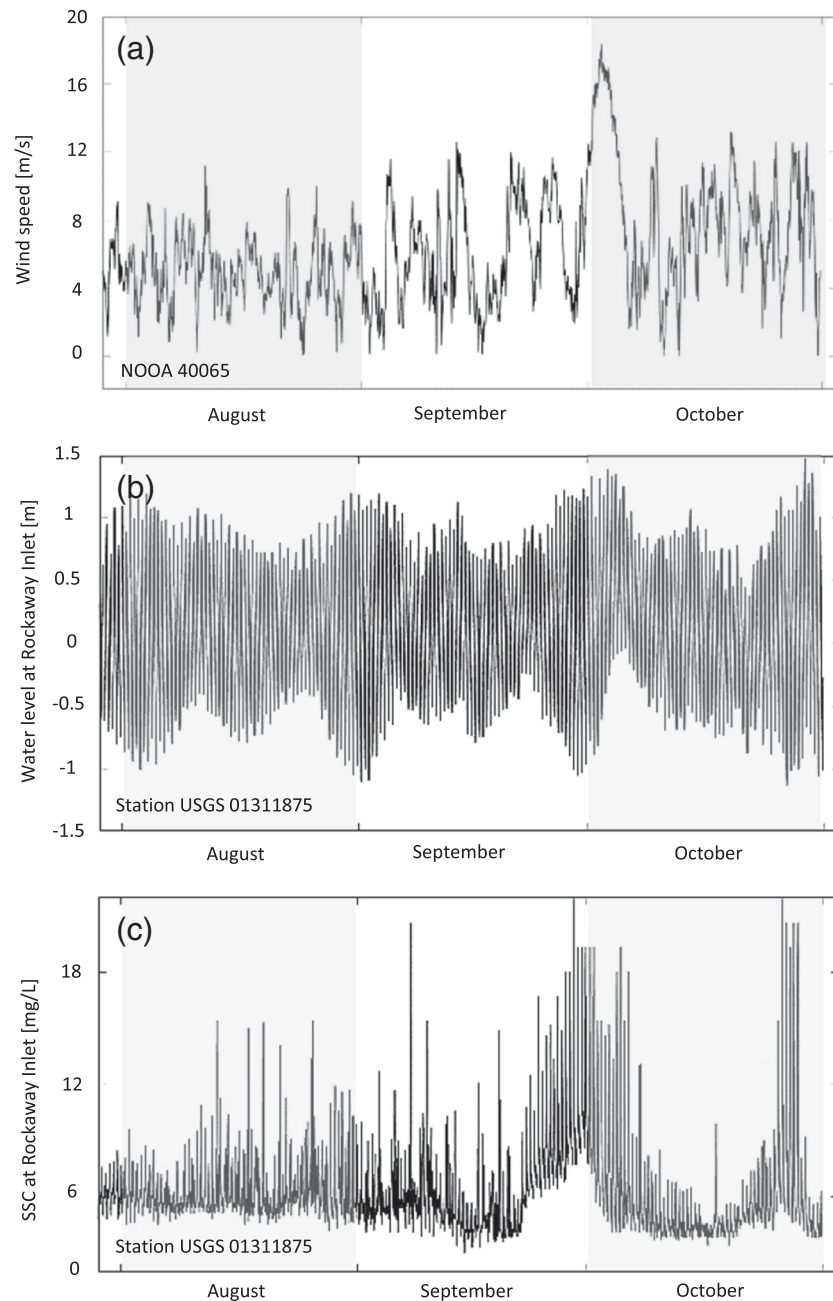 20
(a)
16
12
8
4
0
Wind speed [m/s]
NOOA 40065
August September October
1.5
(b)
1
0.5
0
-0.5
-1
-1.5
Water level at Rockaway Inlet [m]
Station USGS 01311875
August September October
(c)
18
12
6
0
SSC at Rockaway Inlet [mg/L]
Station USGS 01311875
August September October